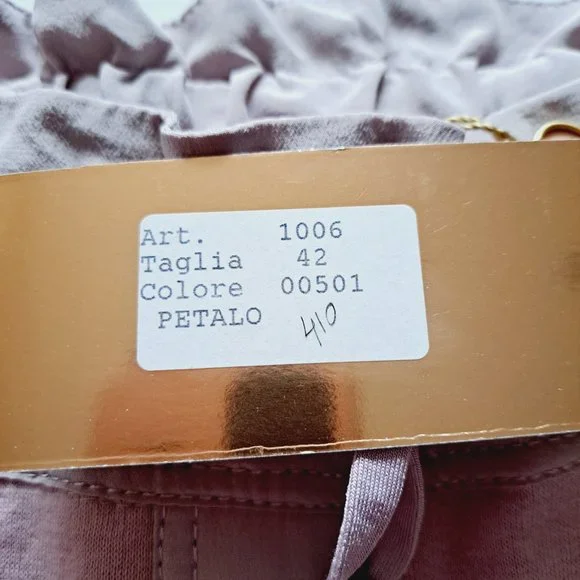 Art. 1006
Taglia 42
Colore 00501
PETALO 410